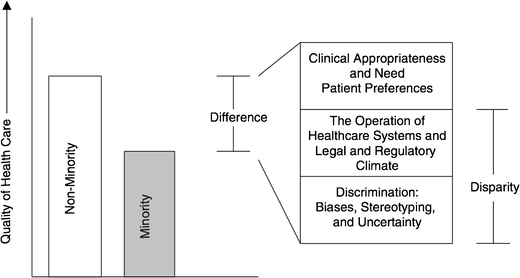 Quality of Health Care
Non-Minority
Minority
Difference
Clinical Appropriateness
and Need
Patient Preferences
The Operation of
Healthcare Systems and
Legal and Regulatory
Climate
Discrimination:
Biases, Stereotyping,
and Uncertainty
Disparity